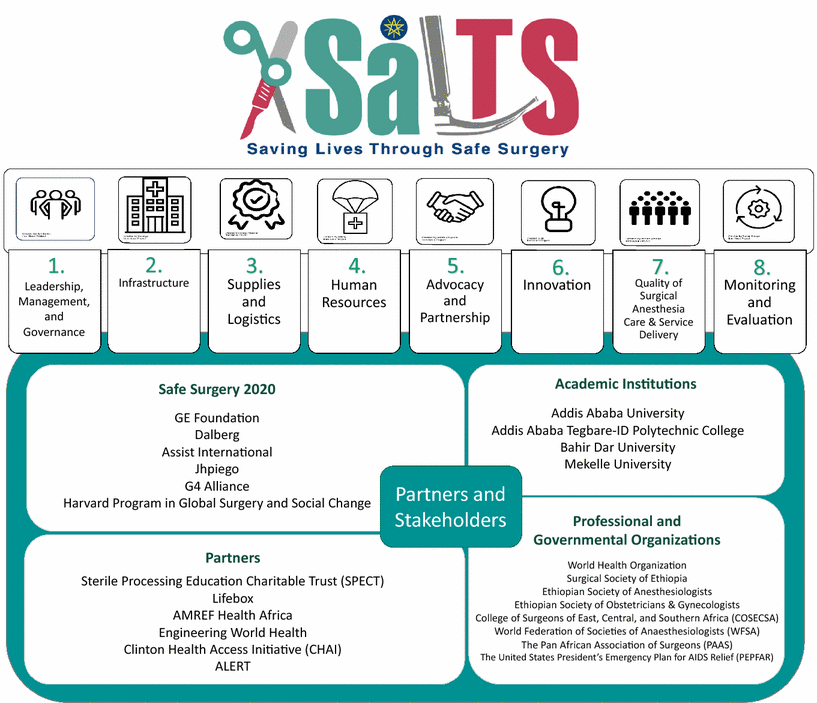 SaLTS
Saving Lives Through Safe Surgery
1.
Leadership,
Management,
and
Governance
2.
Infrastructure
3.
Supplies
and
Logistics
4.
Human
Resources
5.
Advocacy
and
Partnership
6.
Innovation
7.
Quality of
Surgical
Anesthesia
Care & Service
Delivery
8.
Monitoring
and
Evaluation
Safe Surgery 2020
GE Foundation
Dalberg
Assist International
Jhpiego
G4 Alliance
Harvard Program in Global Surgery and Social Change
Academic Institutions
Addis Ababa University
Addis Ababa Tegbare-ID Polytechnic College
Bahir Dar University
Mekelle University
Partners and
Stakeholders
Partners
Sterile Processing Education Charitable Trust (SPECT)
Lifebox
AMREF Health Africa
Engineering World Health
Clinton Health Access Initiative (CHAI)
ALERT
Professional and
Governmental Organizations
World Health Organization
Surgical Society of Ethiopia
Ethiopian Society of Anesthesiologists
Ethiopian Society of Obstetricians & Gynecologists
College of Surgeons of East, Central, and Southern Africa (COSECSA)
World Federation of Societies of Anaesthesiologists (WFSA)
The Pan African Association of Surgeons (PAAS)
The United States President's Emergency Plan for AIDS Relief (PEPFAR)